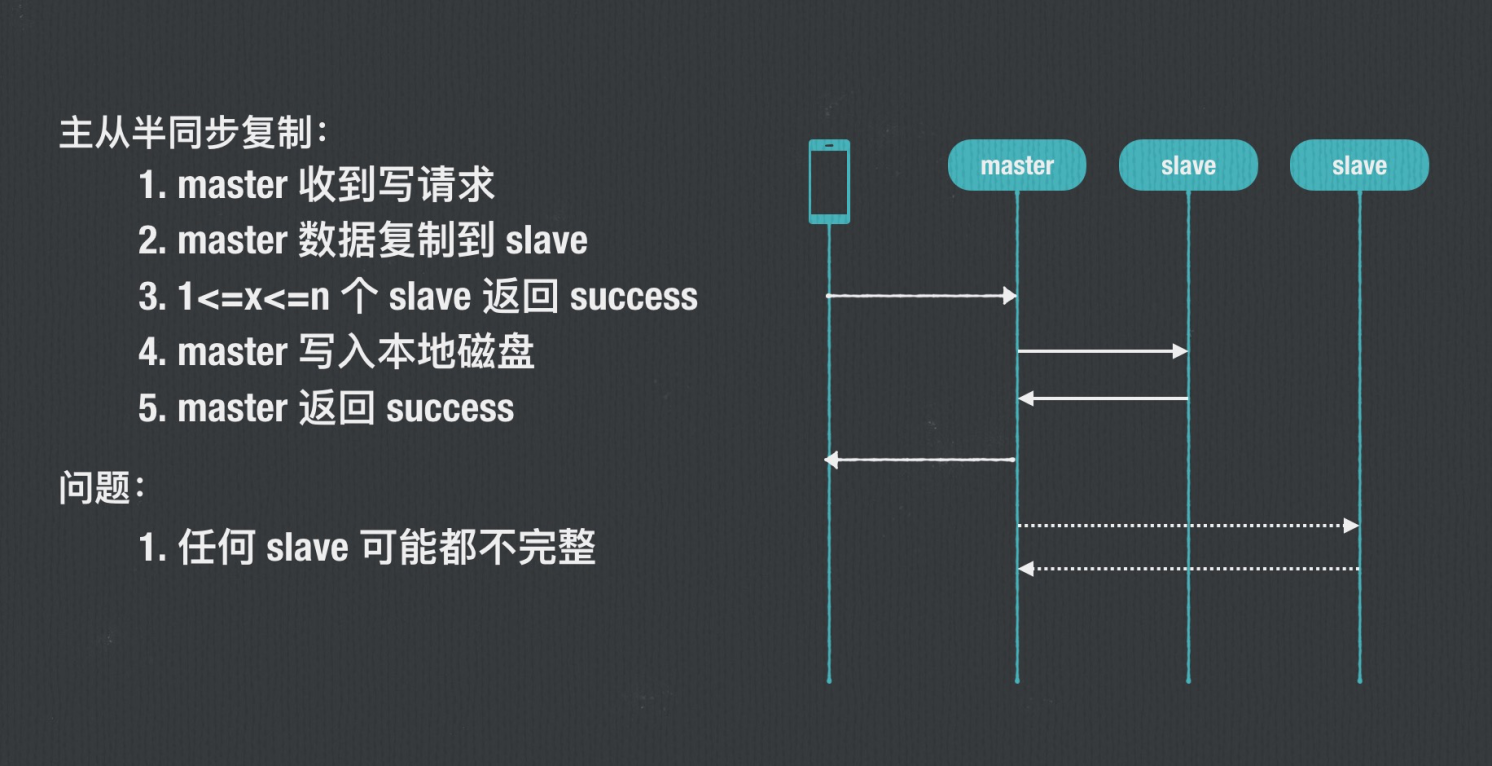 主从半同步复制：
1. master 收到写请求
2. master 数据复制到 slave
3. 1<=x<=n 个 slave 返回 success
4. master 写入本地磁盘
5. master 返回 success
问题：
1. 任何 slave 可能都不完整
master
slave
slave